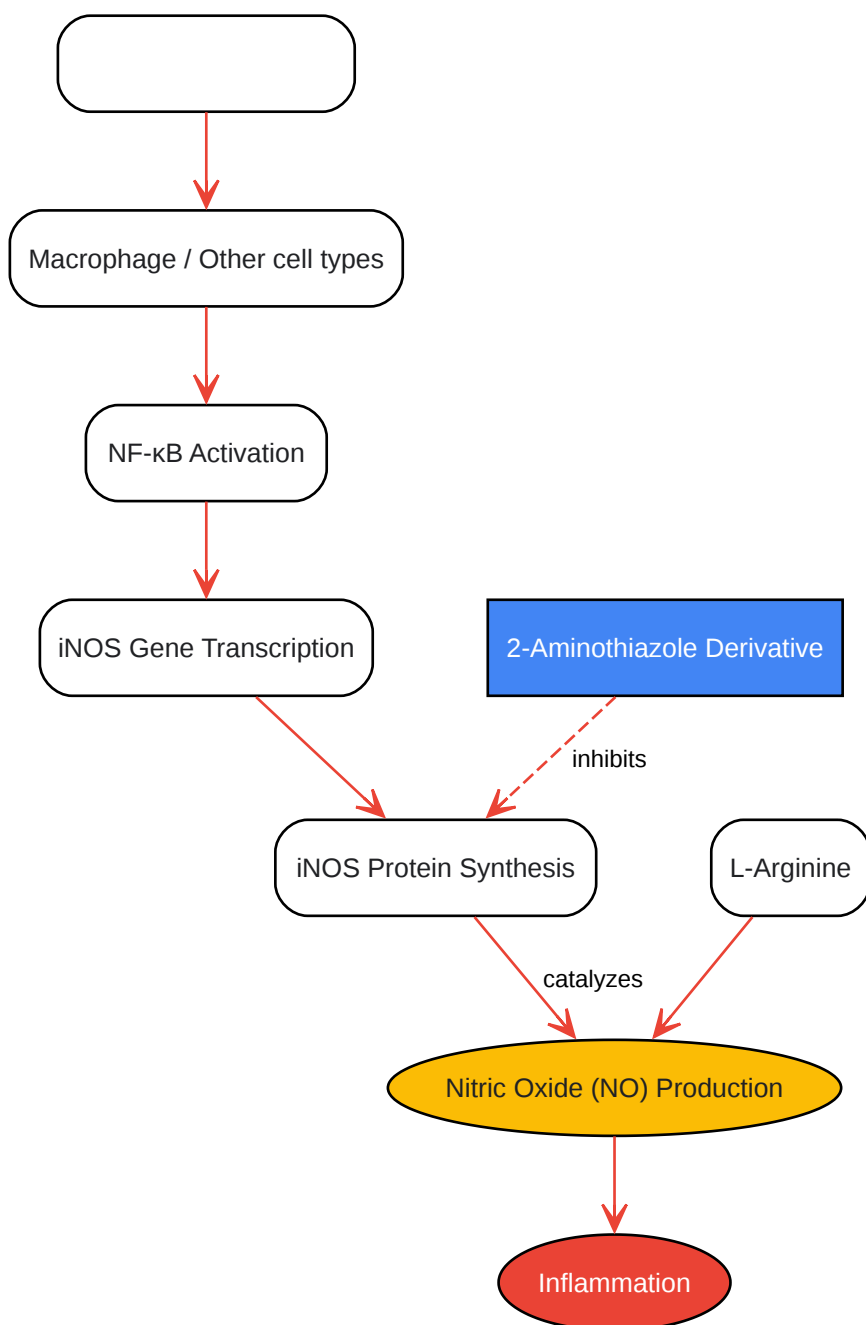 Macrophage / Other cell types
NF-κB Activation
iNOS Gene Transcription
2-Aminothiazole Derivative
inhibits
iNOS Protein Synthesis
L-Arginine
catalyzes
Nitric Oxide (NO) Production
Inflammation